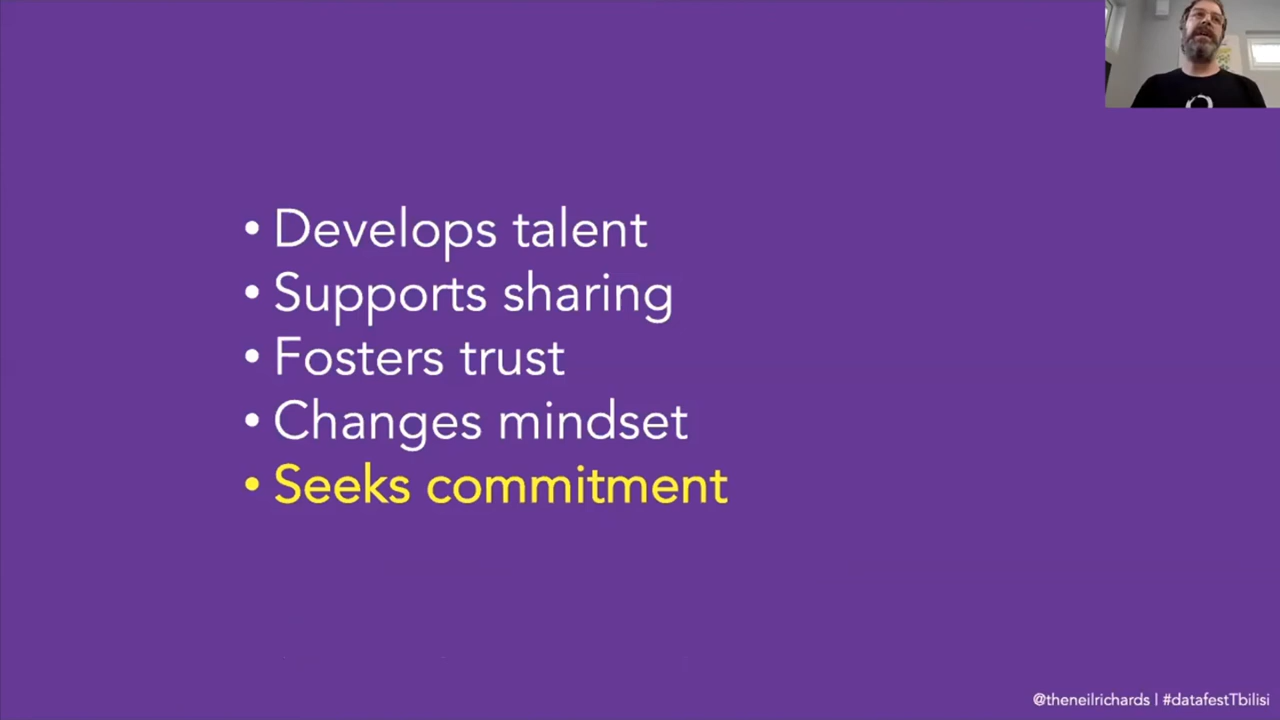 • Develops talent
• Supports sharing
• Fosters trust
• Changes mindset
• Seeks commitment
@theneilrichards | #datafestTbilisi